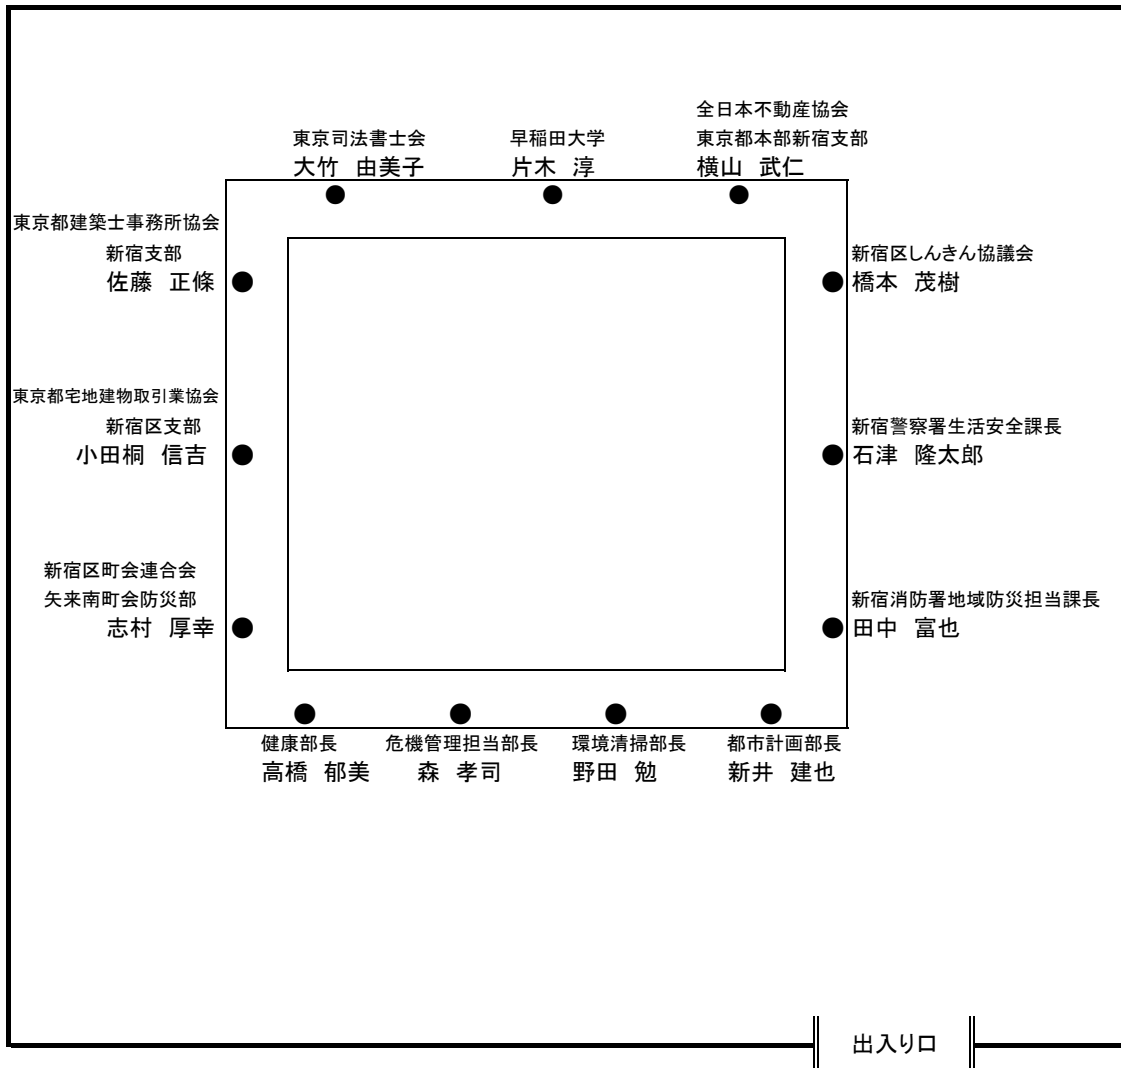 全日本不動産協会
東京司法書士会
早稲田大学
東京都本部新宿支部
大竹 由美子
片木 淳
横山 武仁
東京都建築士事務所協会
新宿支部
佐藤 正條
新宿区しんきん協議会
橋本 茂樹
東京都宅地建物取引業協会
新宿区支部
小田桐 信吉
新宿警察署生活安全課長
石津 隆太郎
新宿区町会連合会
矢来南町会防災部
志村 厚幸
新宿消防署地域防災担当課長
田中 富也
健康部長
危機管理担当部長
環境清掃部長
都市計画部長
高橋 郁美
森 孝司
野田 勉
新井 建也
出入り口